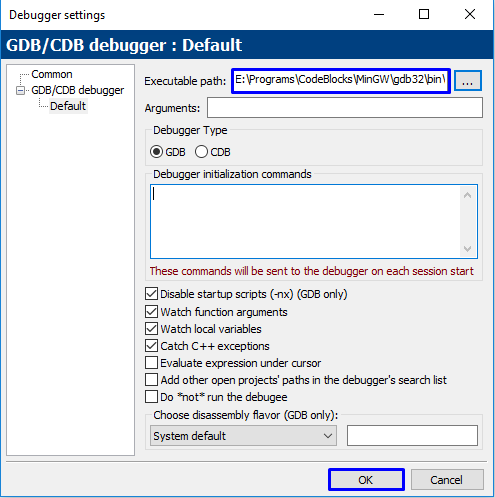 Debugger settings
GDB/CDB debugger : Default
Common
GDB/CDB debugger
Default
Executable path: E:\Programs\CodeBlocks\MinGW\gdb32\bin\ ...
Arguments:
Debugger Type
GDB CDB
Debugger initialization commands
These commands will be sent to the debugger on each session start
Disable startup scripts (-nx) (GDB only)
Watch function arguments
Watch local variables
Catch C++ exceptions
Evaluate expression under cursor
Add other open projects' paths in the debugger's search list
Do *not* run the debugee
Choose disassembly flavor (GDB only):
System default
OK Cancel